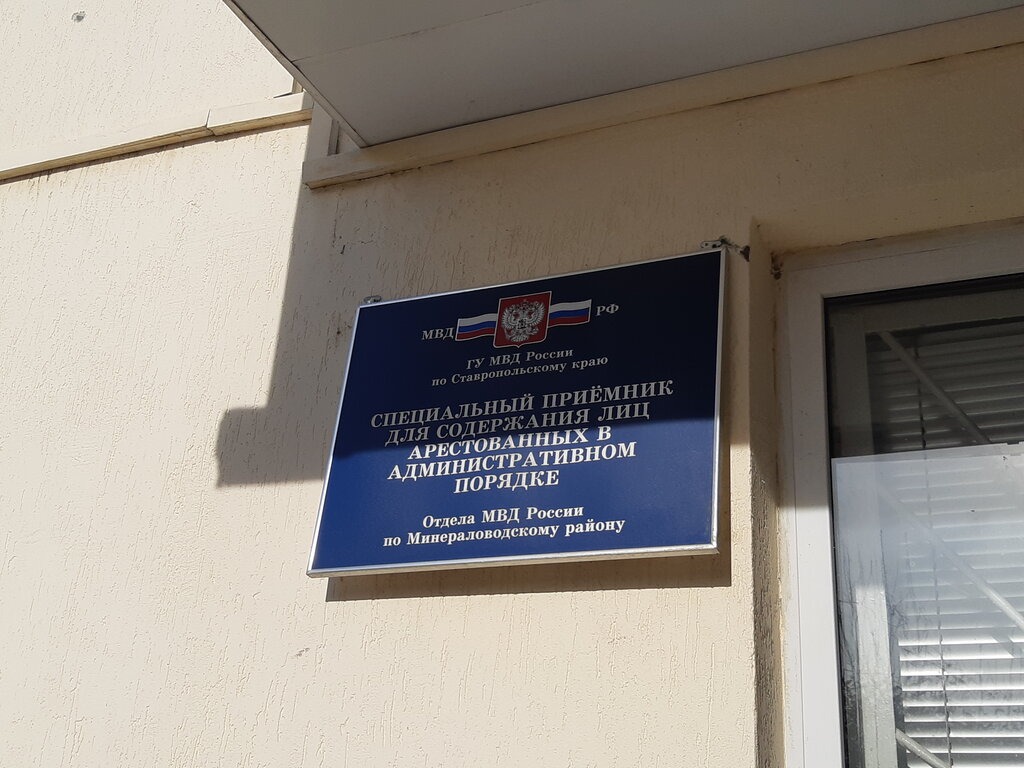 МВД РФ
ГУ МВД России
по Ставропольскому краю
СПЕЦИАЛЬНЫЙ ПРИЁМНИК
ДЛЯ СОДЕРЖАНИЯ ЛИЦ
АРЕСТОВАННЫХ В
АДМИНИСТРАТИВНОМ
ПОРЯДКЕ
Отдела МВД России
по Минераловодскому району